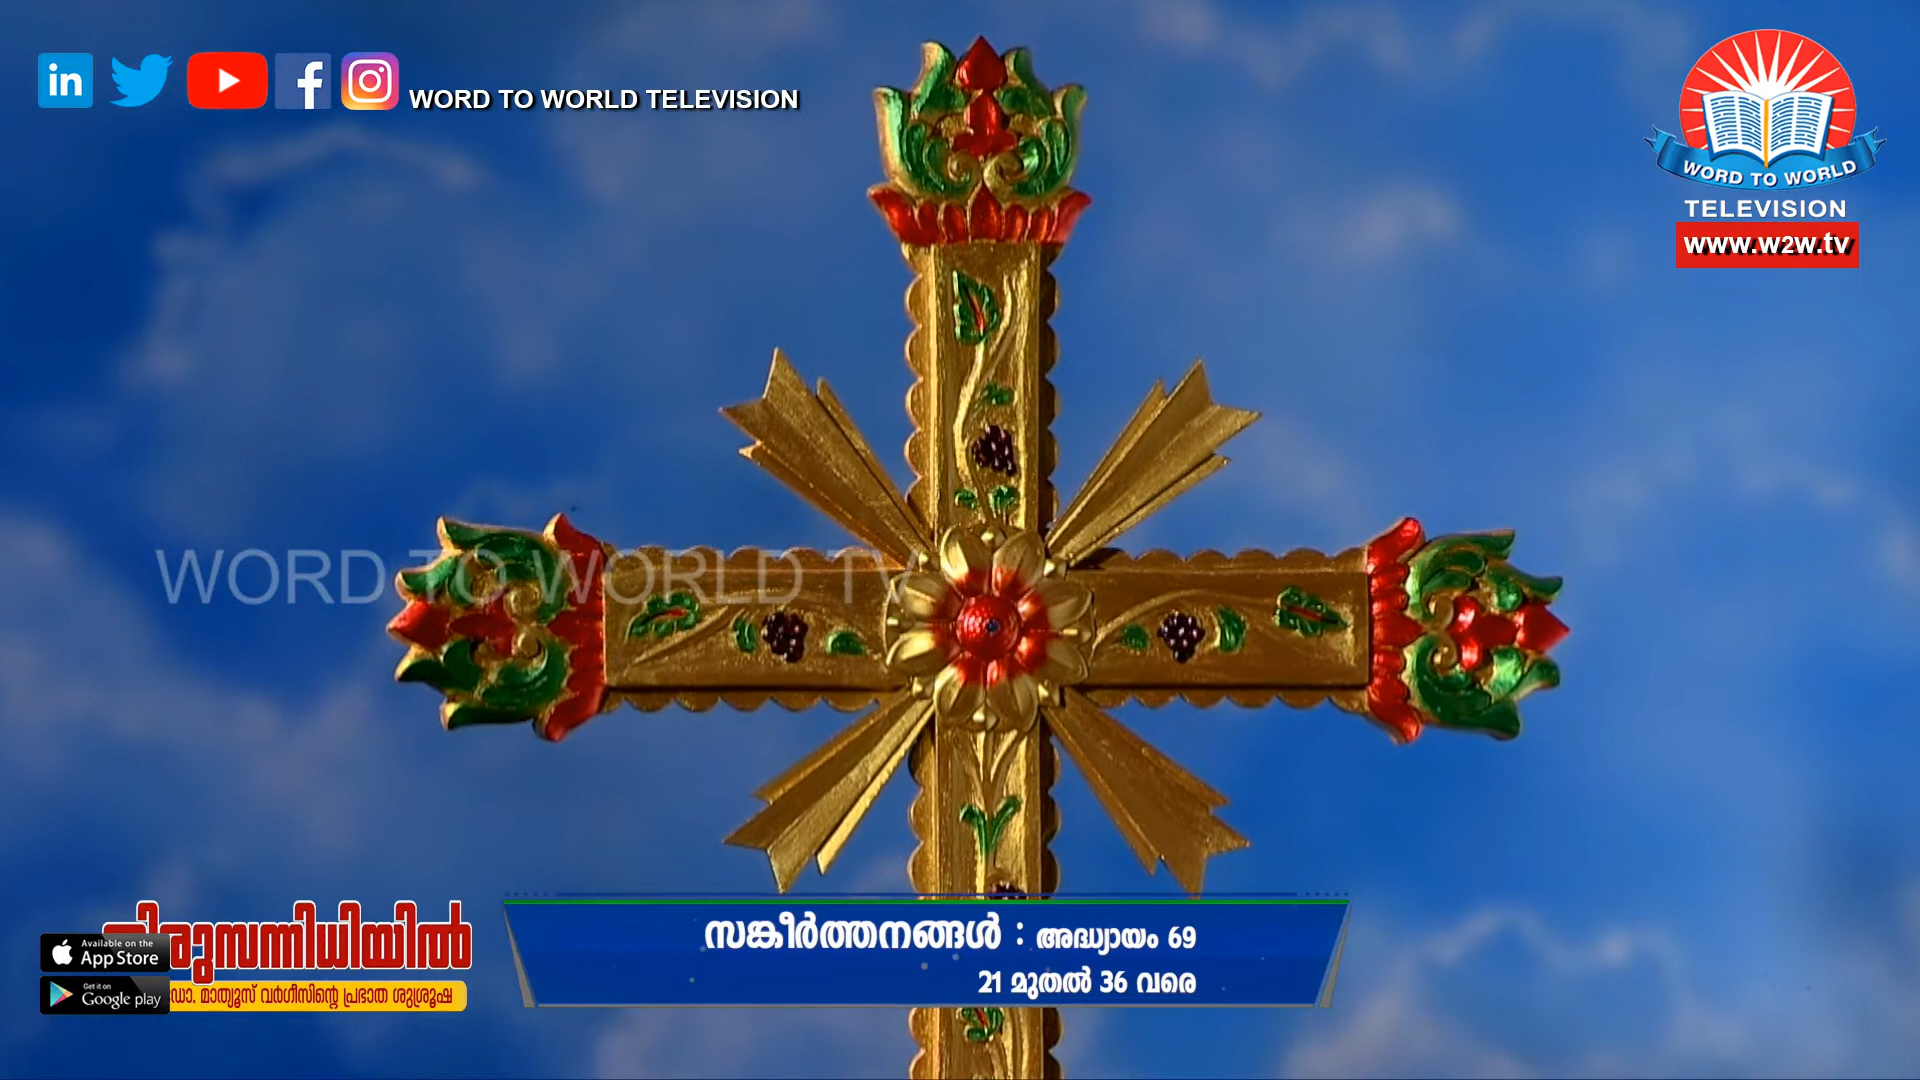 in
f
WORD TO WORLD TELEVISION
WORD TO WORLD
TELEVISION
www.w2w.tv
WORD TO WORLD TV
തിരുസന്നിധിയിൽ
Available on the
App Store
Get it on
Google play
ഡോ. മാത്യൂസ് വർഗീസിന്റെ പ്രഭാത ശുശ്രൂഷ
സങ്കീർത്തനങ്ങൾ : അദ്ധ്യായം 69
21 മുതൽ 36 വരെ